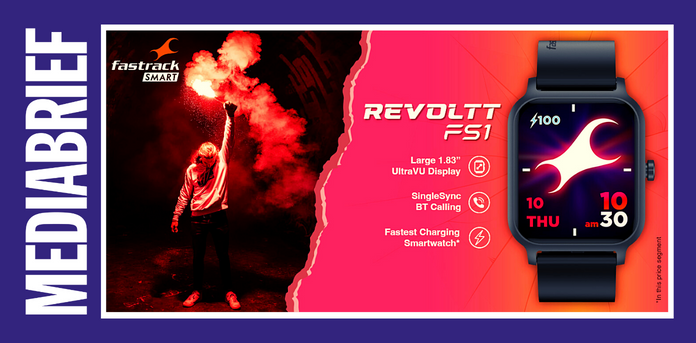 MEDIABRIEF
fastrack
SMART
REVOLTT
FS1
Large 1.83"
UltraVU Display
SingleSync
BT Calling
Fastest Charging
Smartwatch*
100
10
THU
10
am 30
*In this price segment